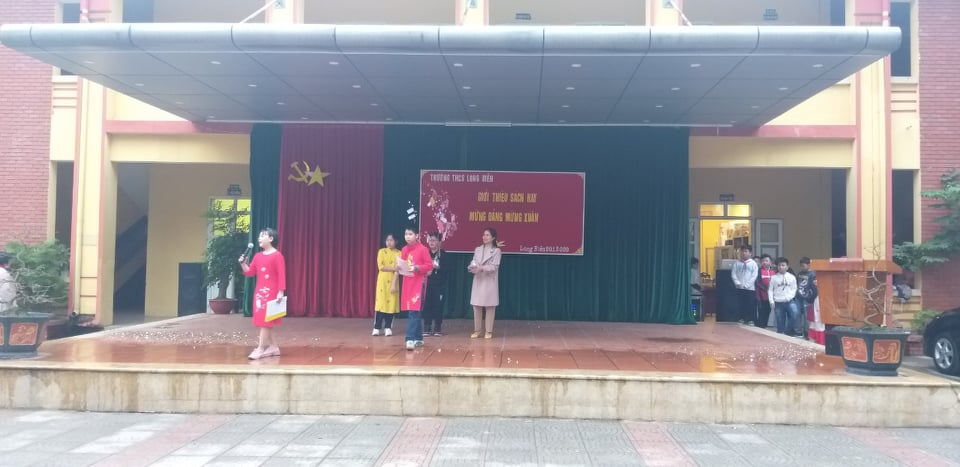 TRƯỜNG THCS LONG BIÊN
GIỚI THIỆU SÁCH HAY
MỪNG ĐẢNG MỪNG XUÂN